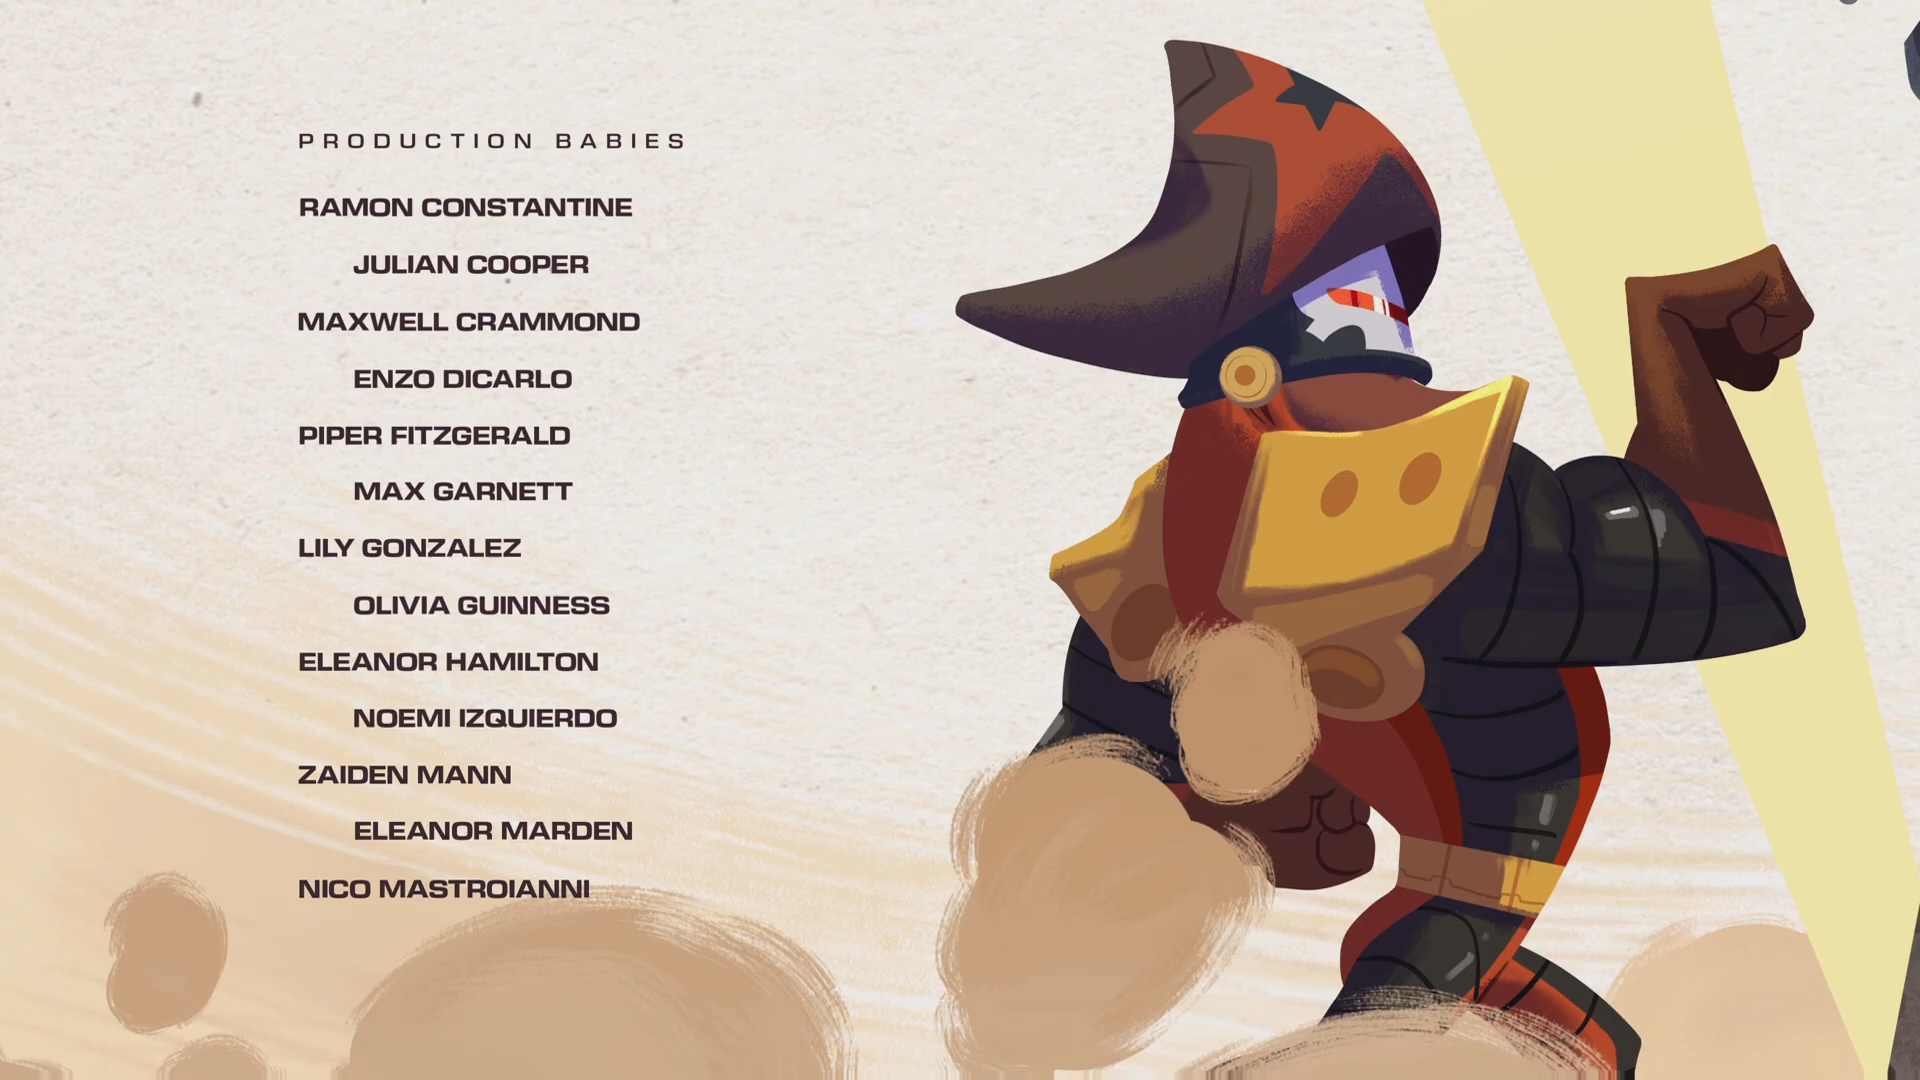 PRODUCTION BABIES
RAMON CONSTANTINE
JULIAN COOPER
MAXWELL CRAMMOND
ENZO DICARLO
PIPER FITZGERALD
MAX GARNETT
LILY GONZALEZ
OLIVIA GUINNESS
ELEANOR HAMILTON
NOEMI IZQUIERDO
ZAIDEN MANN
ELEANOR MARDEN
NICO MASTROIANNI